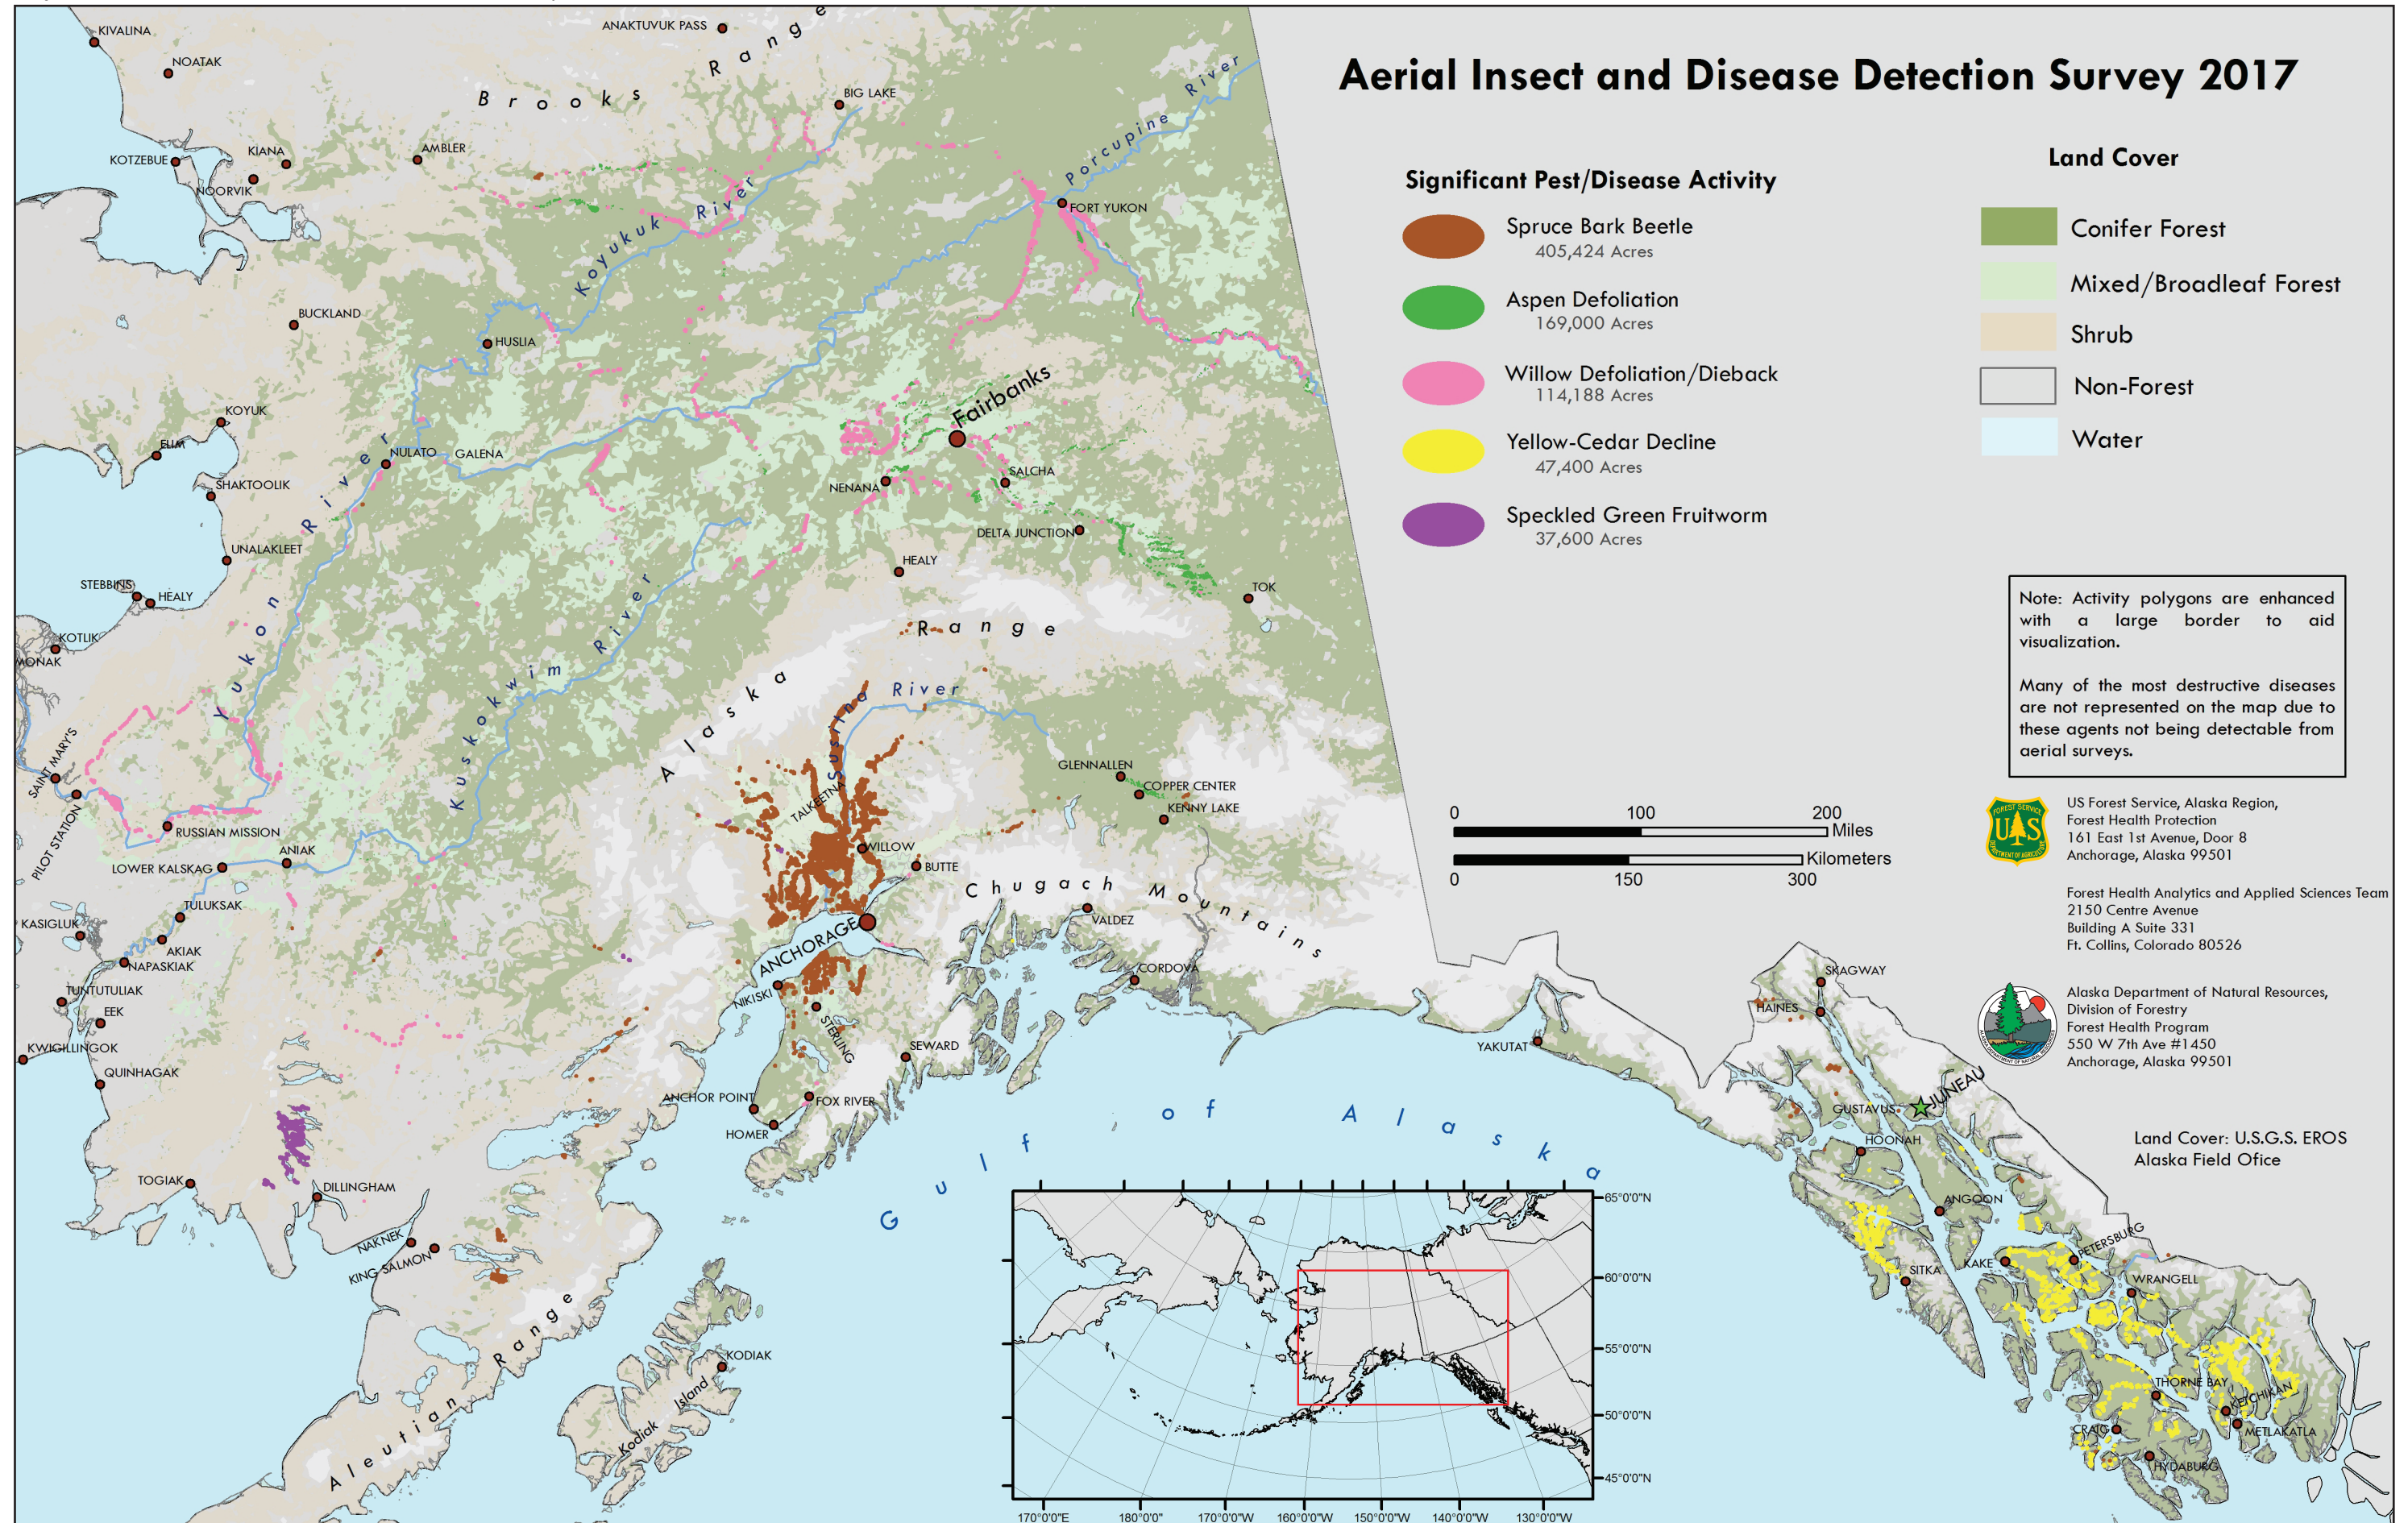 Aerial Insect and Disease Detection Survey 2017
Significant Pest/Disease Activity
Spruce Bark Beetle
405,424 Acres
Aspen Defoliation
169,000 Acres
Willow Defoliation/Dieback
114,188 Acres
Yellow-Cedar Decline
47,400 Acres
Speckled Green Fruitworm
37,600 Acres
Land Cover
Conifer Forest
Mixed/Broadleaf Forest
Shrub
Non-Forest
Water
Note: Activity polygons are enhanced
with a large border to aid
visualization.
Many of the most destructive diseases
are not represented on the map due to
these agents not being detectable from
aerial surveys.
0 100 200
Miles
Kilometers
0 150 300
FOREST SERVICE
U S
DEPARTMENT OF AGRICULTURE
US Forest Service, Alaska Region,
Forest Health Protection
161 East 1st Avenue, Door 8
Anchorage, Alaska 99501
Forest Health Analytics and Applied Sciences Team
2150 Centre Avenue
Building A Suite 331
Ft. Collins, Colorado 80526
Alaska Department of Natural Resources,
Division of Forestry
Forest Health Program
550 W 7th Ave #1450
Anchorage, Alaska 99501
Land Cover: U.S.G.S. EROS
Alaska Field Ofice
KIVALINA
NOATAK
ANAKTUVUK PASS
Brooks Range
BIG LAKE
KOTZEBUE
KIANA
NOORVIK
AMBLER
Koyukuk River
Porcupine River
FORT YUKON
BUCKLAND
HUSLIA
KOYUK
ELIM
NULATO
GALENA
SHAKTOOLIK
UNALAKLEET
STEBBINS
HEALY
KOTLIK
MONAK
Yukon River
Fairbanks
NENANA
SALCHA
DELTA JUNCTION
HEALY
TOK
Kuskokwim River
Alaska Range
Susitna River
SAINT MARY'S
PILOT STATION
RUSSIAN MISSION
LOWER KALSKAG
ANIAK
TULUKSAK
KASIGLUK
AKIAK
NAPASKIAK
TUNTUTULIAK
EEK
KWIGILLINGOK
QUINHAGAK
TOGIAK
DILLINGHAM
NAKNEK
KING SALMON
TALKEETNA
WILLOW
BUTTE
GLENNALLEN
COPPER CENTER
KENNY LAKE
Chugach Mountains
VALDEZ
ANCHORAGE
NIKISKI
STERLING
CORDOVA
SEWARD
ANCHOR POINT
FOX RIVER
HOMER
Gulf of Alaska
Aleutian Range
KODIAK
Kodiak Island
YAKUTAT
SKAGWAY
HAINES
JUNEAU
GUSTAVUS
HOONAH
ANGOON
SITKA
KAKE
PETERSBURG
WRANGELL
THORNE BAY
KETCHIKAN
CRAIG
METLAKATLA
HYDABURG
65°0'0"N
60°0'0"N
55°0'0"N
50°0'0"N
45°0'0"N
170°0'0"E 180°0'0" 170°0'0"W 160°0'0"W 150°0'0"W 140°0'0"W 130°0'0"W